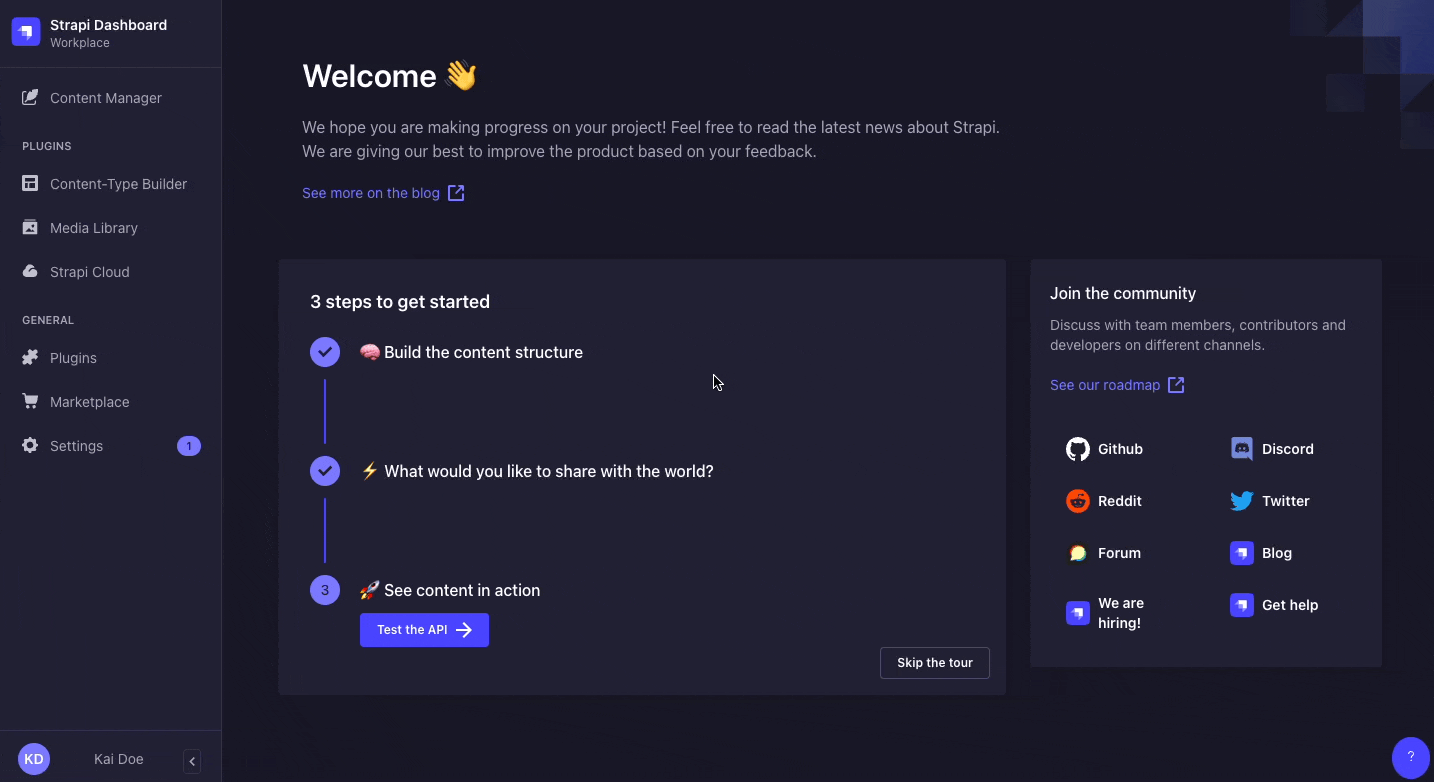 Strapi Dashboard
Workplace
Content Manager
PLUGINS
Content-Type Builder
Media Library
Strapi Cloud
GENERAL
Plugins
Marketplace
Settings
1
KD
Kai Doe
Welcome 👋
We hope you are making progress on your project! Feel free to read the latest news about Strapi.
We are giving our best to improve the product based on your feedback.
See more on the blog
3 steps to get started
🧠 Build the content structure
⚡ What would you like to share with the world?
3
🚀 See content in action
Test the API
Skip the tour
Join the community
Discuss with team members, contributors and
developers on different channels.
See our roadmap
Github
Discord
Reddit
Twitter
Forum
Blog
We are
hiring!
Get help
?